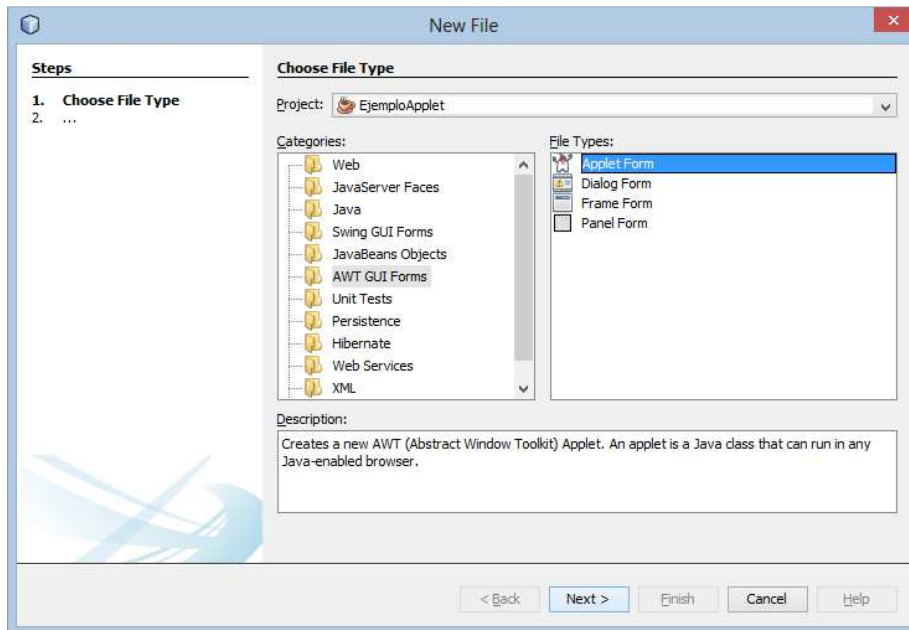 New File
Steps
1. Choose File Type
2. ...
Choose File Type
Project: EjemploApplet
Categories:
Web
JavaServer Faces
Java
Swing GUI Forms
JavaBeans Objects
AWT GUI Forms
Unit Tests
Persistence
Hibernate
Web Services
XML
File Types:
Applet Form
Dialog Form
Frame Form
Panel Form
Description:
Creates a new AWT (Abstract Window Toolkit) Applet. An applet is a Java class that can run in any
Java-enabled browser.
< Back Next > Finish Cancel Help